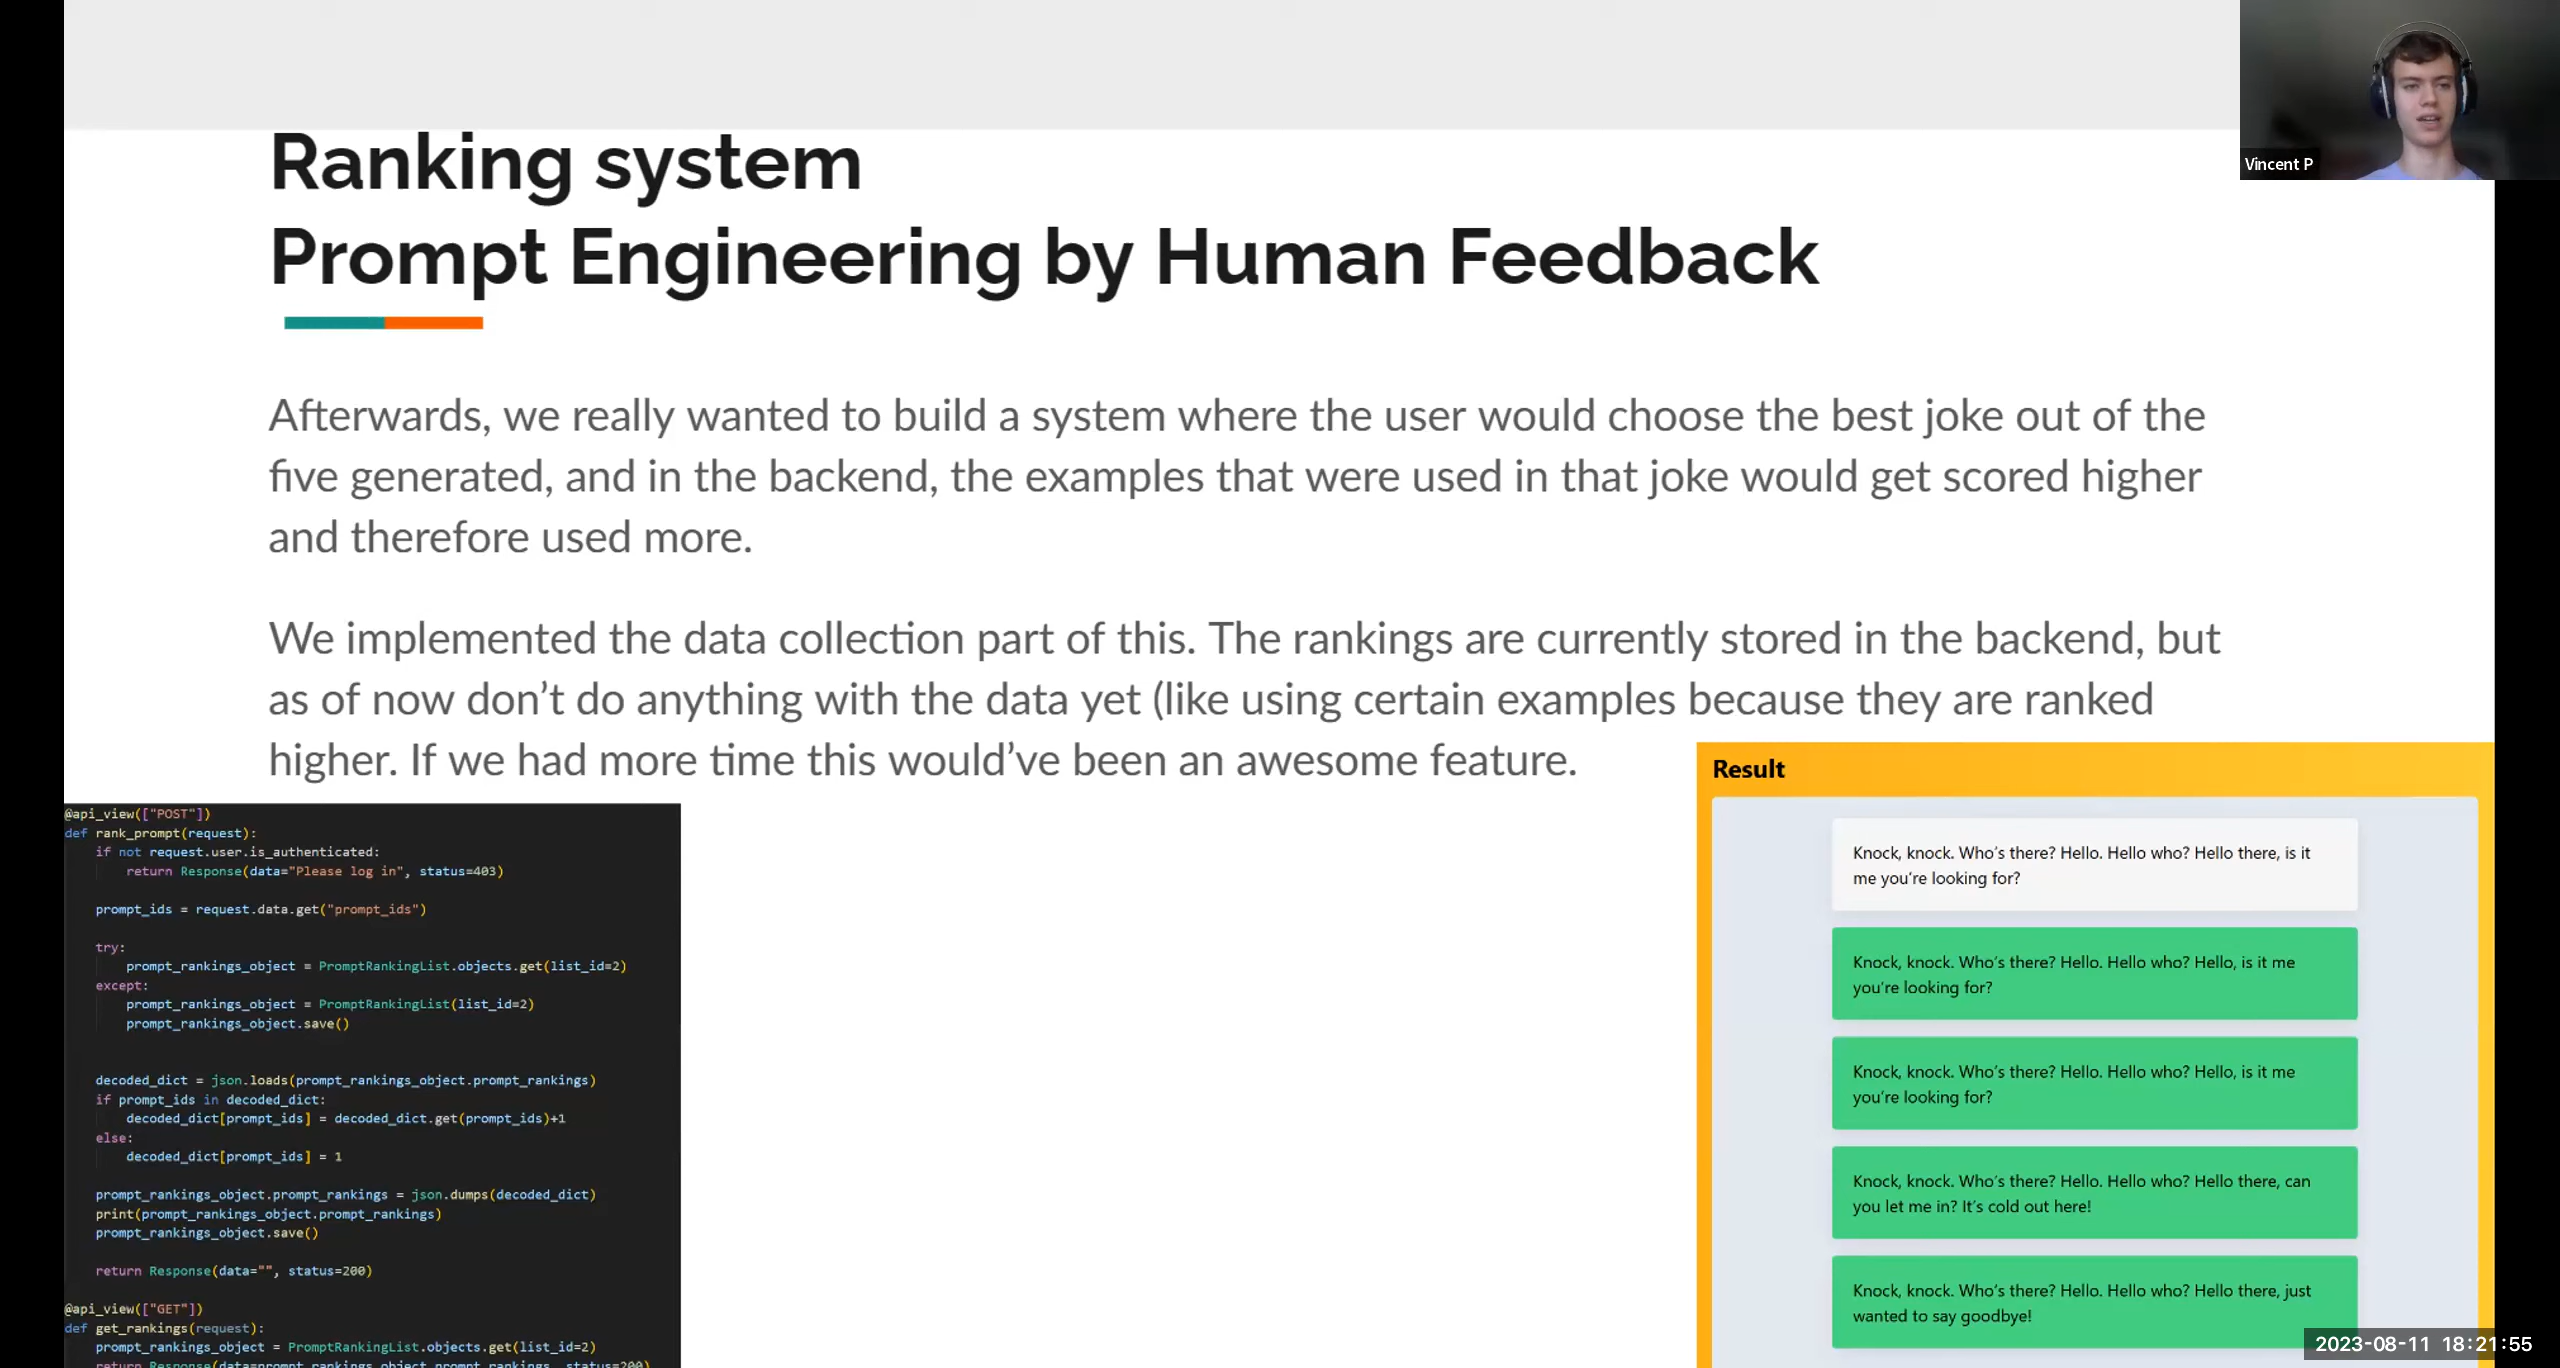 Ranking system
Prompt Engineering by Human Feedback
Vincent P
Afterwards, we really wanted to build a system where the user would choose the best joke out of the
five generated, and in the backend, the examples that were used in that joke would get scored higher
and therefore used more.
We implemented the data collection part of this. The rankings are currently stored in the backend, but
as of now don’t do anything with the data yet (like using certain examples because they are ranked
higher. If we had more time this would’ve been an awesome feature.
@api_view(["POST"])
def rank_prompt(request):
    if not request.user.is_authenticated:
        return Response(data="Please log in", status=403)
    prompt_ids = request.data.get("prompt_ids")
    try:
        prompt_rankings_object = PromptRankingList.objects.get(list_id=2)
    except:
        prompt_rankings_object = PromptRankingList(list_id=2)
        prompt_rankings_object.save()
    decoded_dict = json.loads(prompt_rankings_object.prompt_rankings)
    if prompt_ids in decoded_dict:
        decoded_dict[prompt_ids] = decoded_dict.get(prompt_ids)+1
    else:
        decoded_dict[prompt_ids] = 1
    prompt_rankings_object.prompt_rankings = json.dumps(decoded_dict)
    print(prompt_rankings_object.prompt_rankings)
    prompt_rankings_object.save()
    return Response(data="", status=200)
@api_view(["GET"])
def get_rankings(request):
    prompt_rankings_object = PromptRankingList.objects.get(list_id=2)
    return Response(data=prompt_rankings_object.prompt_rankings, status=200)
Result
Knock, knock. Who’s there? Hello. Hello who? Hello there, is it
me you’re looking for?
Knock, knock. Who’s there? Hello. Hello who? Hello, is it me
you’re looking for?
Knock, knock. Who’s there? Hello. Hello who? Hello, is it me
you’re looking for?
Knock, knock. Who’s there? Hello. Hello who? Hello there, can
you let me in? It’s cold out here!
Knock, knock. Who’s there? Hello. Hello who? Hello there, just
wanted to say goodbye!
2023-08-11 18:21:55